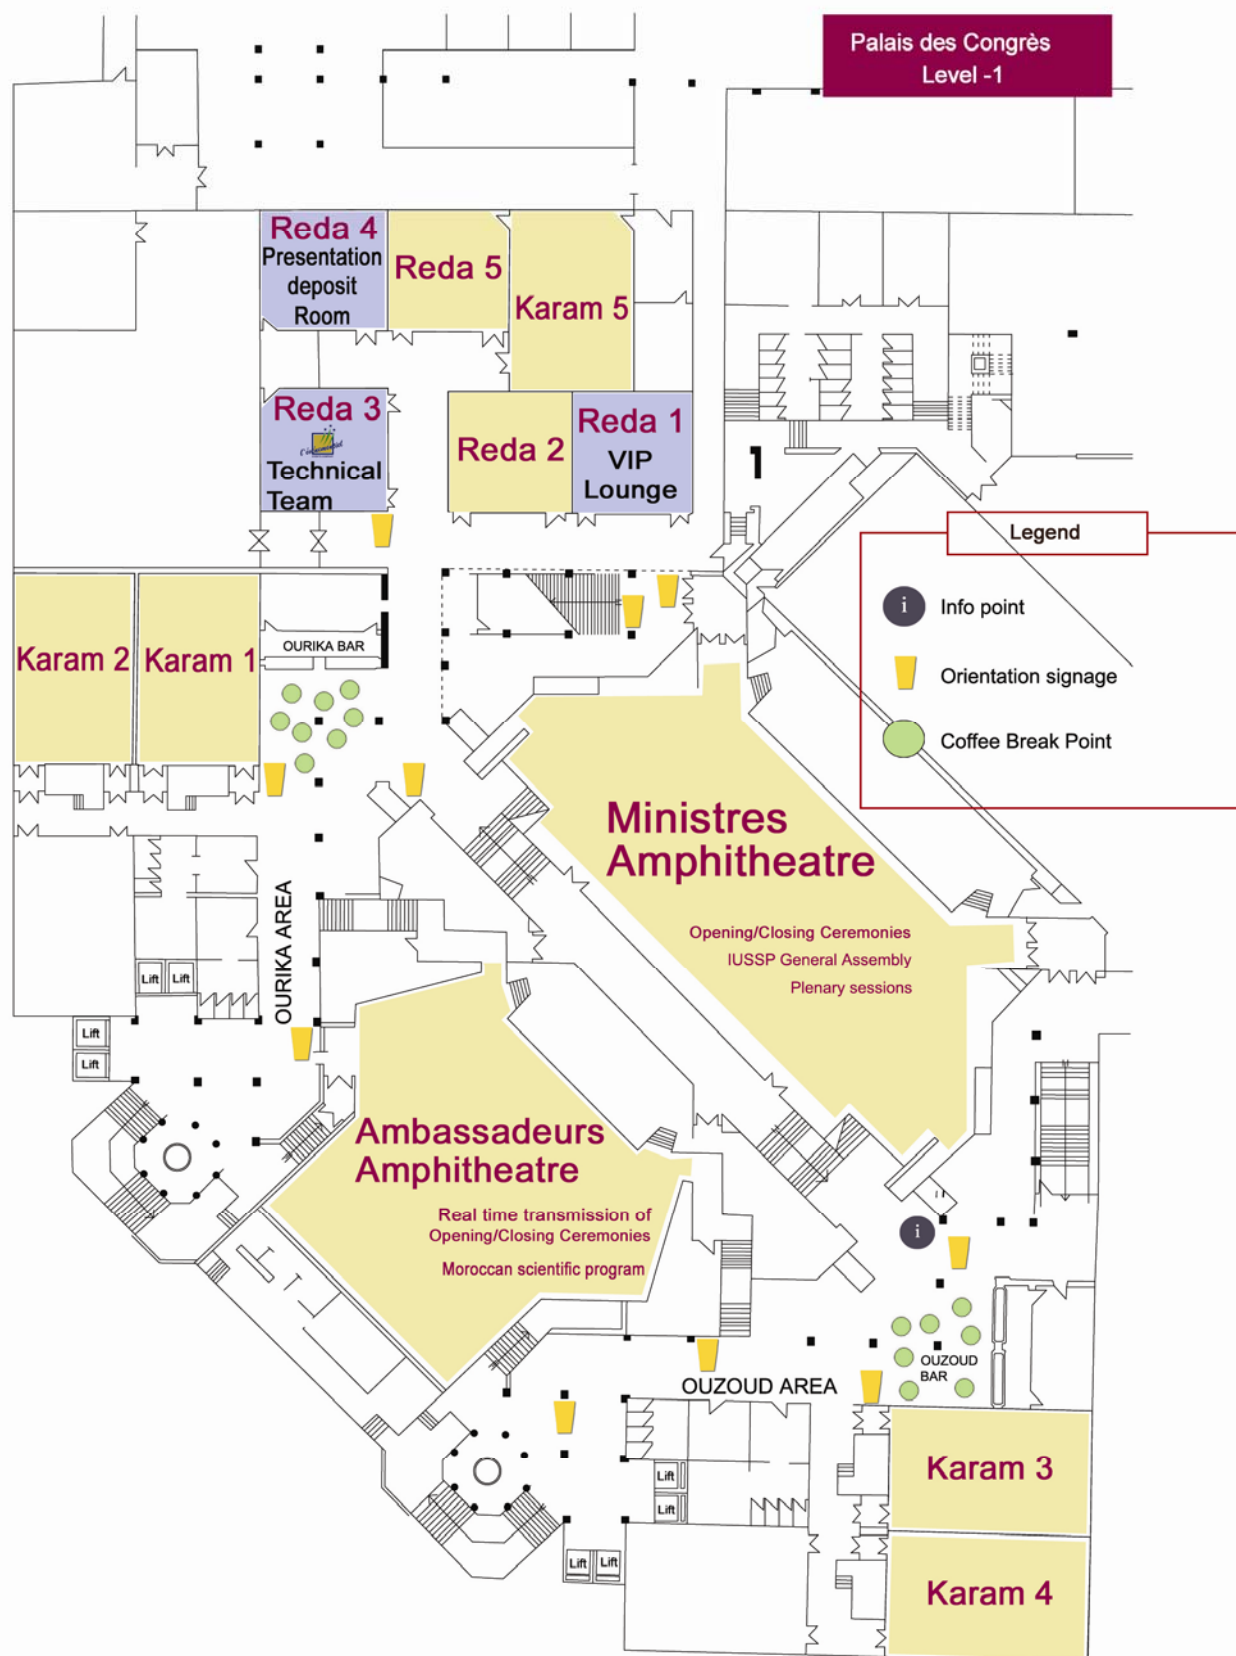 Palais des Congrès
Level -1
Reda 4
Presentation
deposit
Room
Reda 5
Karam 5
Reda 3
Technical
Team
Reda 2
Reda 1
VIP
Lounge
1
Legend
i
Info point
Orientation signage
Coffee Break Point
Karam 2
Karam 1
OURIKA BAR
Ministres
Amphitheatre
Opening/Closing Ceremonies
IUSSP General Assembly
Plenary sessions
OURIKA AREA
Lift
Lift
Lift
Lift
Ambassadeurs
Amphitheatre
Real time transmission of
Opening/Closing Ceremonies
Moroccan scientific program
i
OUZOUD
BAR
OUZOUD AREA
Karam 3
Lift
Lift
Lift
Lift
Karam 4